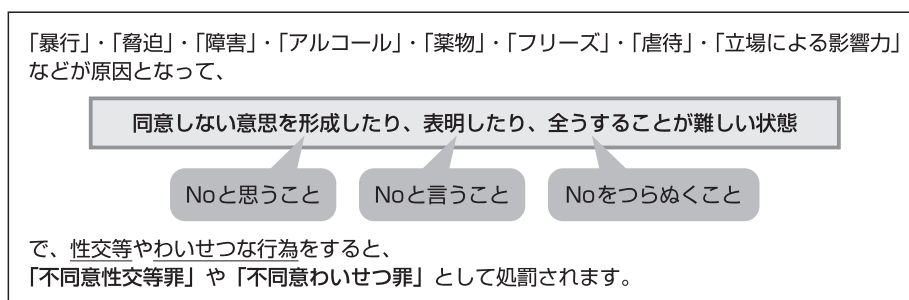 「暴行」・「脅迫」・「障害」・「アルコール」・「薬物」・「フリーズ」・「虐待」・「立場による影響力」
などが原因となって、
同意しない意思を形成したり、表明したり、全うすることが難しい状態
Noと思うこと
Noと言うこと
Noをつらぬくこと
で、性交等やわいせつな行為をすると、
「不同意性交等罪」や「不同意わいせつ罪」として処罰されます。